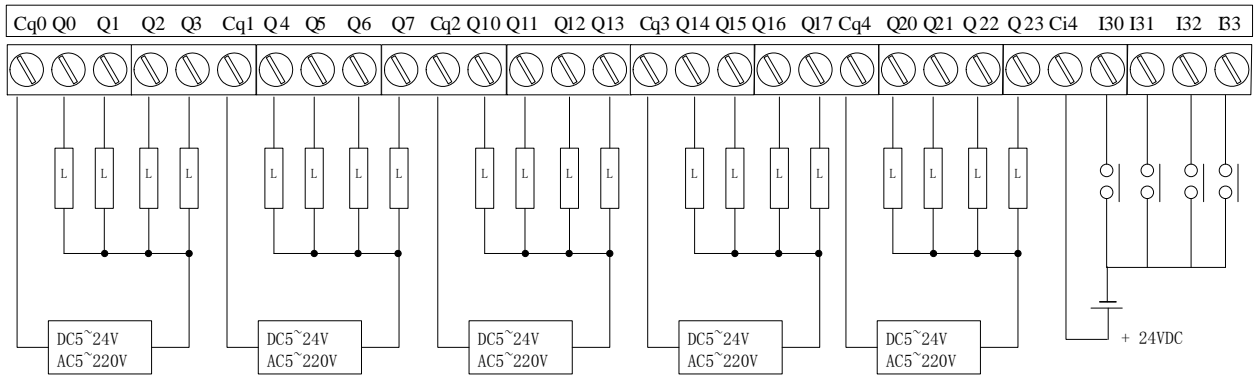 Cq0 Q0 Q1 Q2 Q3 Cq1 Q4 Q5 Q6 Q7 Cq2 Q10 Q11 Q12 Q13 Cq3 Q14 Q15 Q16 Q17 Cq4 Q20 Q21 Q22 Q23 Ci4 I30 I31 I32 I33
L L L L L L L L L L L L L L L L L L L L
DC5~24V DC5~24V DC5~24V DC5~24V DC5~24V + 24VDC
AC5~220V AC5~220V AC5~220V AC5~220V AC5~220V